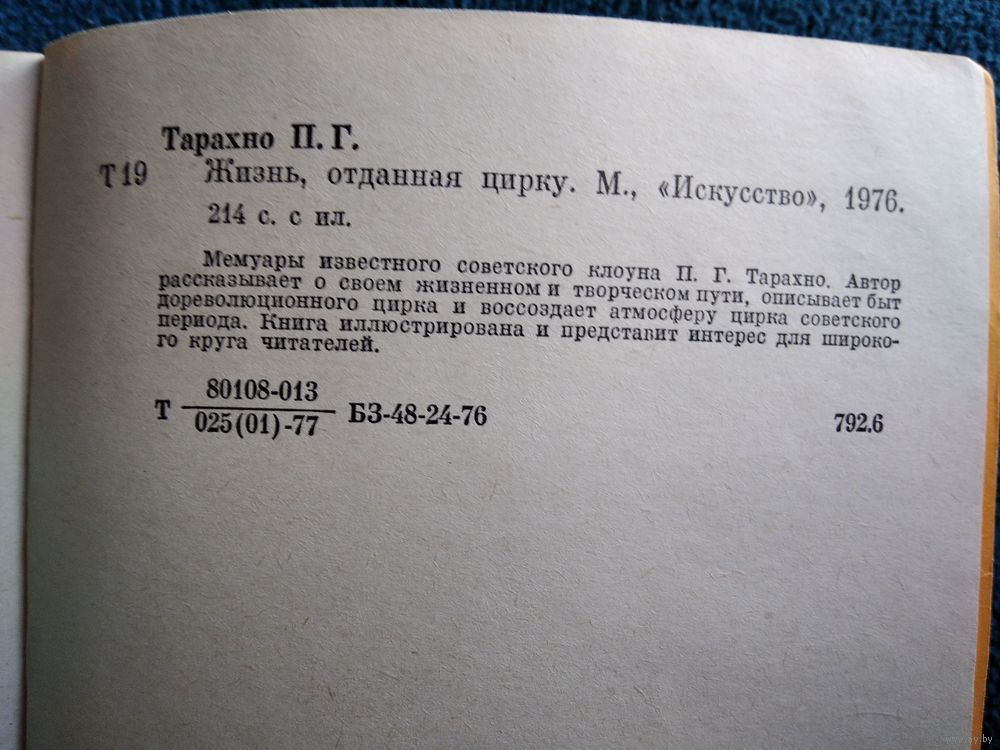 Тарахно П. Г.
Т19 Жизнь, отданная цирку. М., «Искусство», 1976.
214 с. с ил.
Мемуары известного советского клоуна П. Г. Тарахно. Автор
рассказывает о своем жизненном и творческом пути, описывает быт
дореволюционного цирка и воссоздает атмосферу цирка советского
периода. Книга иллюстрирована и представит интерес для широко-
го круга читателей.
80108-013
Т БЗ-48-24-76 792.6
025(01)-77